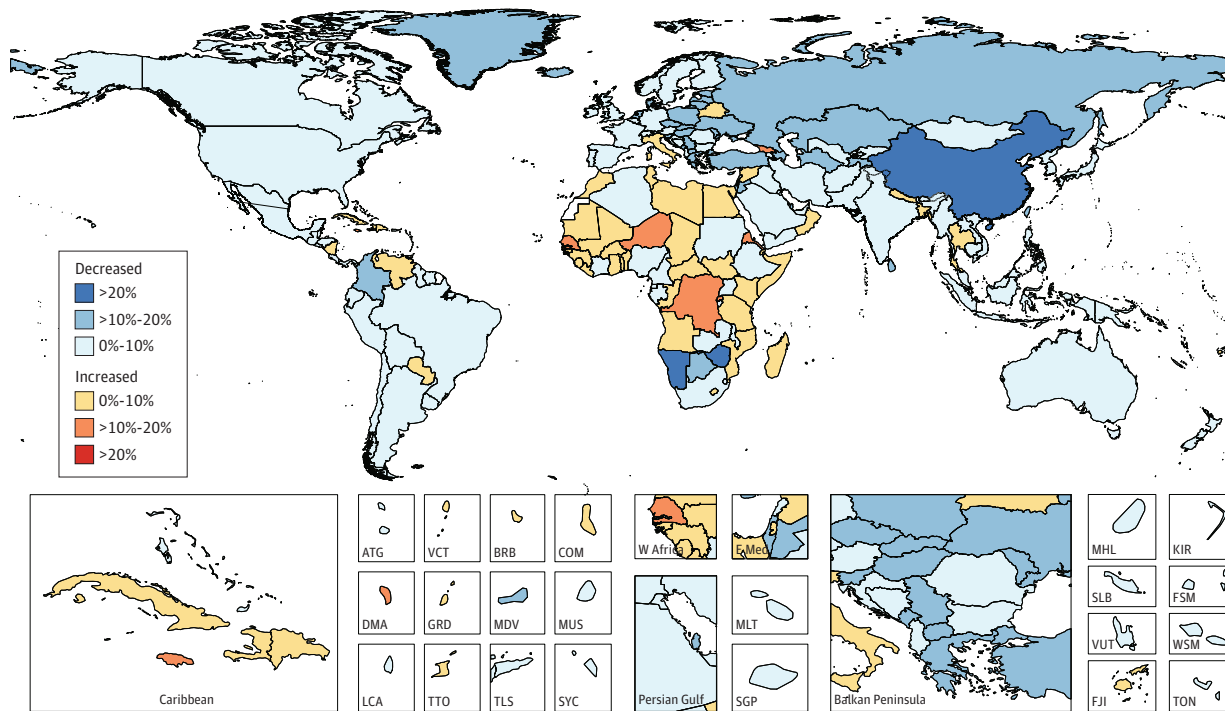 Decreased
>20%
>10%-20%
0%-10%
Increased
0%-10%
>10%-20%
>20%
Caribbean
ATG
VCT
BRB
COM
DMA
GRD
MDV
MUS
LCA
TTO
TLS
SYC
W Africa
E Med
Persian Gulf
MLT
SGP
Balkan Peninsula
MHL
KIR
SLB
FSM
VUT
WSM
FJI
TON